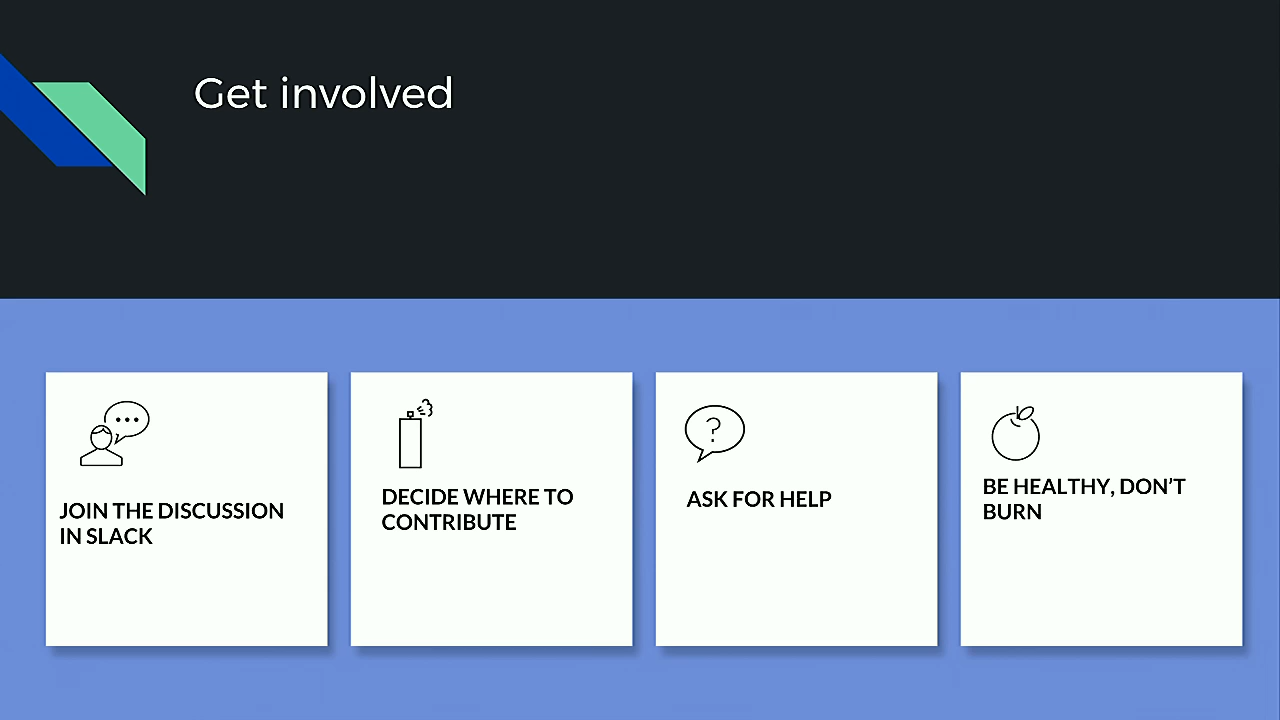 Get involved
JOIN THE DISCUSSION
IN SLACK
DECIDE WHERE TO
CONTRIBUTE
?
ASK FOR HELP
BE HEALTHY, DON'T
BURN